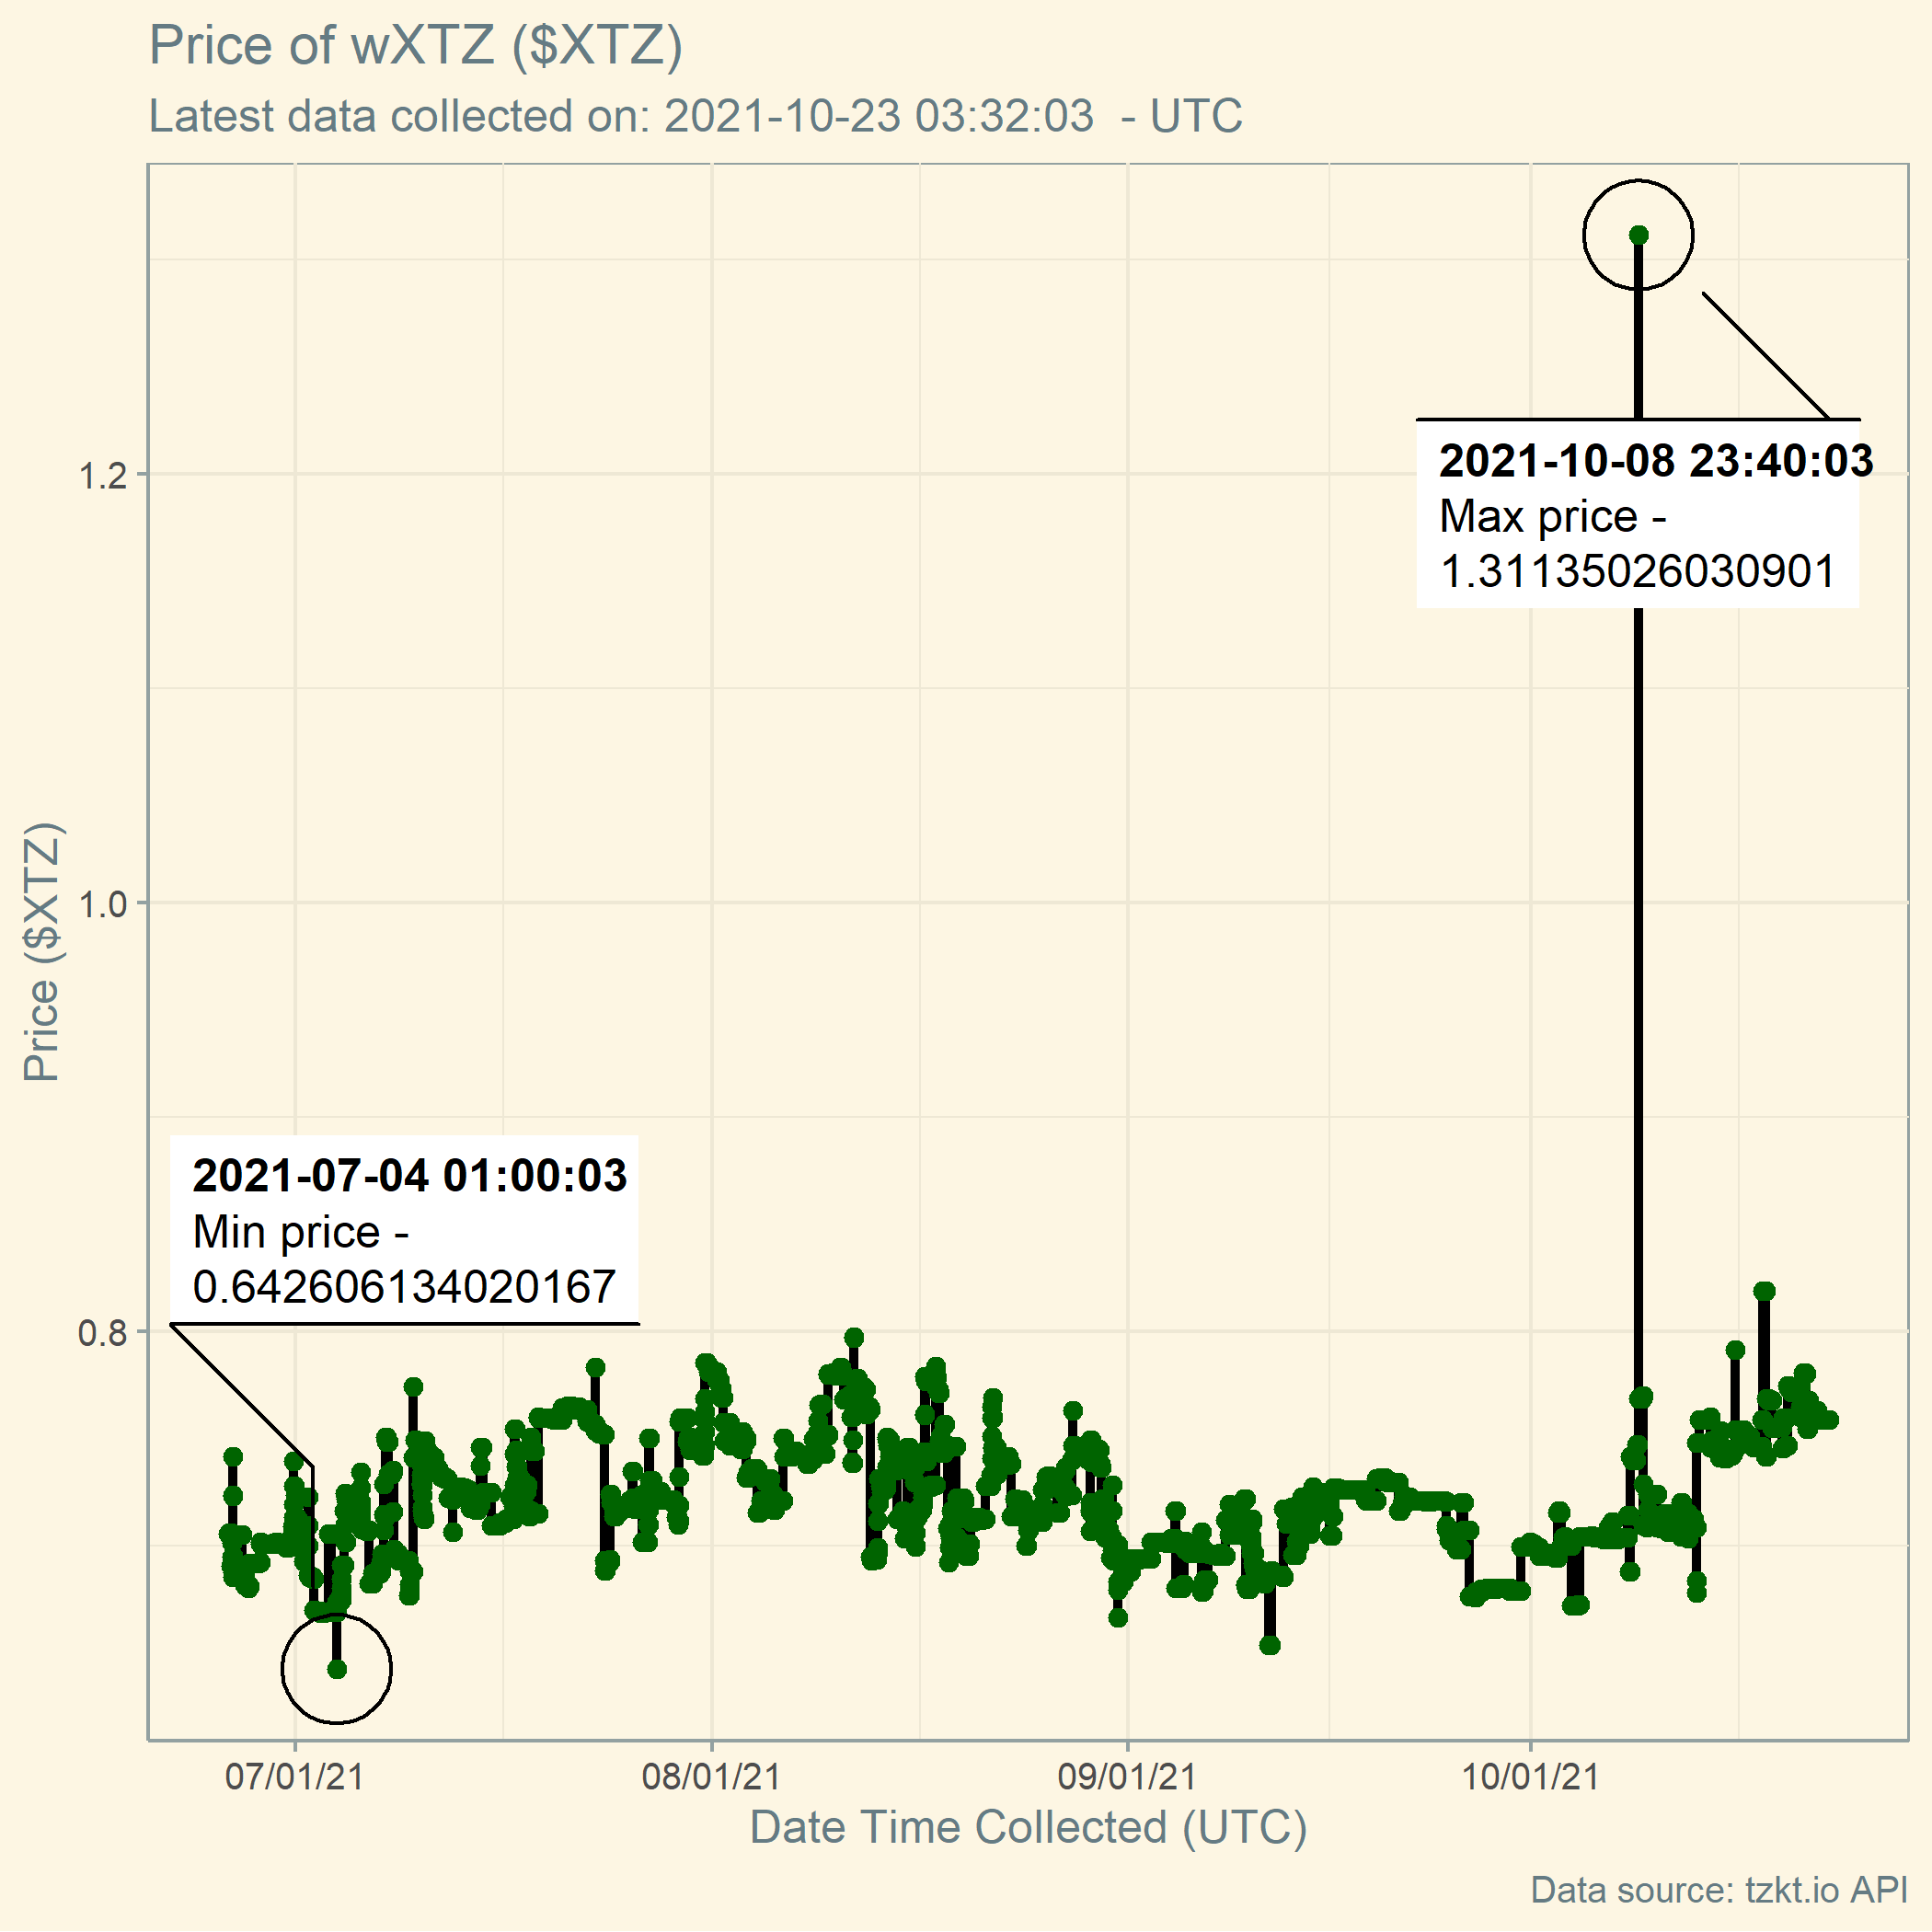 Price of wXTZ ($XTZ)
Latest data collected on: 2021-10-23 03:32:03  - UTC
2021-10-08 23:40:03
Max price -
1.31135026030901
1.2
1.0
0.8
Price ($XTZ)
2021-07-04 01:00:03
Min price -
0.642606134020167
07/01/21
08/01/21
09/01/21
10/01/21
Date Time Collected (UTC)
Data source: tzkt.io API